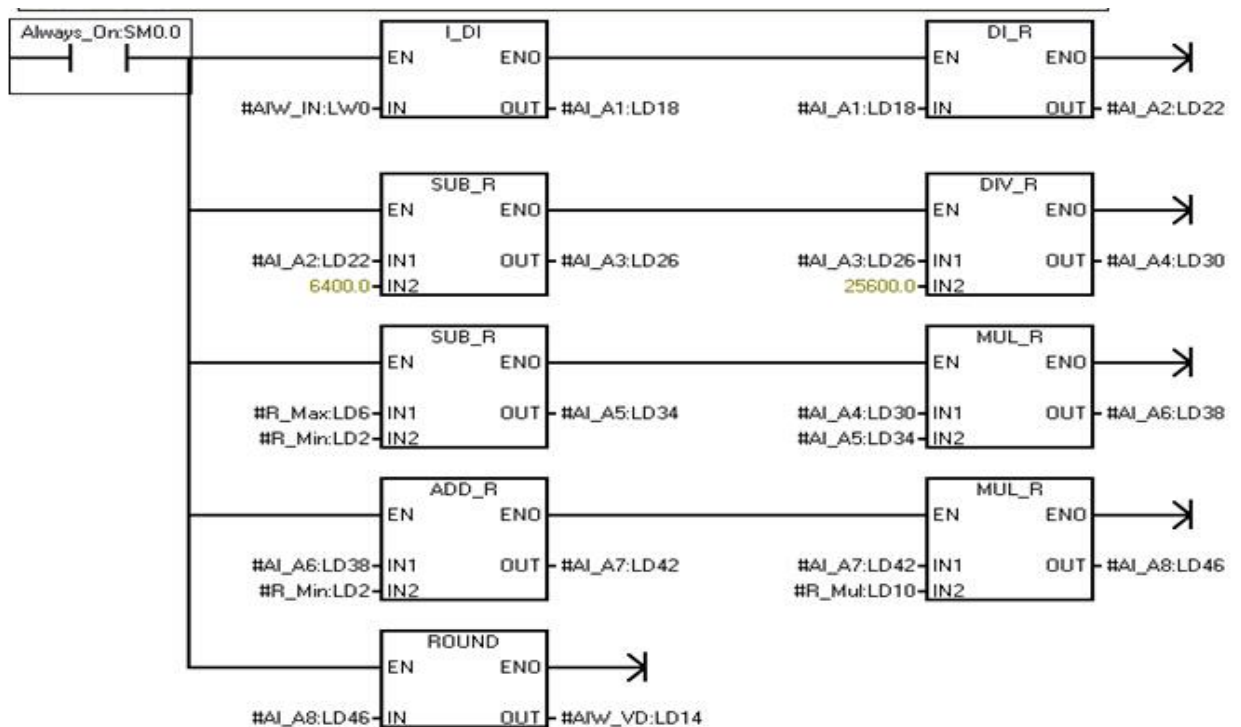 Always_On:SM0.0
I_DI
DI_R
EN ENO
EN ENO
#AIW_IN:LW0 IN OUT #AI_A1:LD18
#AI_A1:LD18 IN OUT #AI_A2:LD22
SUB_R
DIV_R
EN ENO
EN ENO
#AI_A2:LD22 IN1 OUT #AI_A3:LD26
6400.0 IN2
#AI_A3:LD26 IN1 OUT #AI_A4:LD30
25600.0 IN2
SUB_R
MUL_R
EN ENO
EN ENO
#R_Max:LD6 IN1 OUT #AI_A5:LD34
#R_Min:LD2 IN2
#AI_A4:LD30 IN1 OUT #AI_A6:LD38
#AI_A5:LD34 IN2
ADD_R
MUL_R
EN ENO
EN ENO
#AI_A6:LD38 IN1 OUT #AI_A7:LD42
#R_Min:LD2 IN2
#AI_A7:LD42 IN1 OUT #AI_A8:LD46
#R_Mul:LD10 IN2
ROUND
EN ENO
#AI_A8:LD46 IN OUT #AIW_VD:LD14